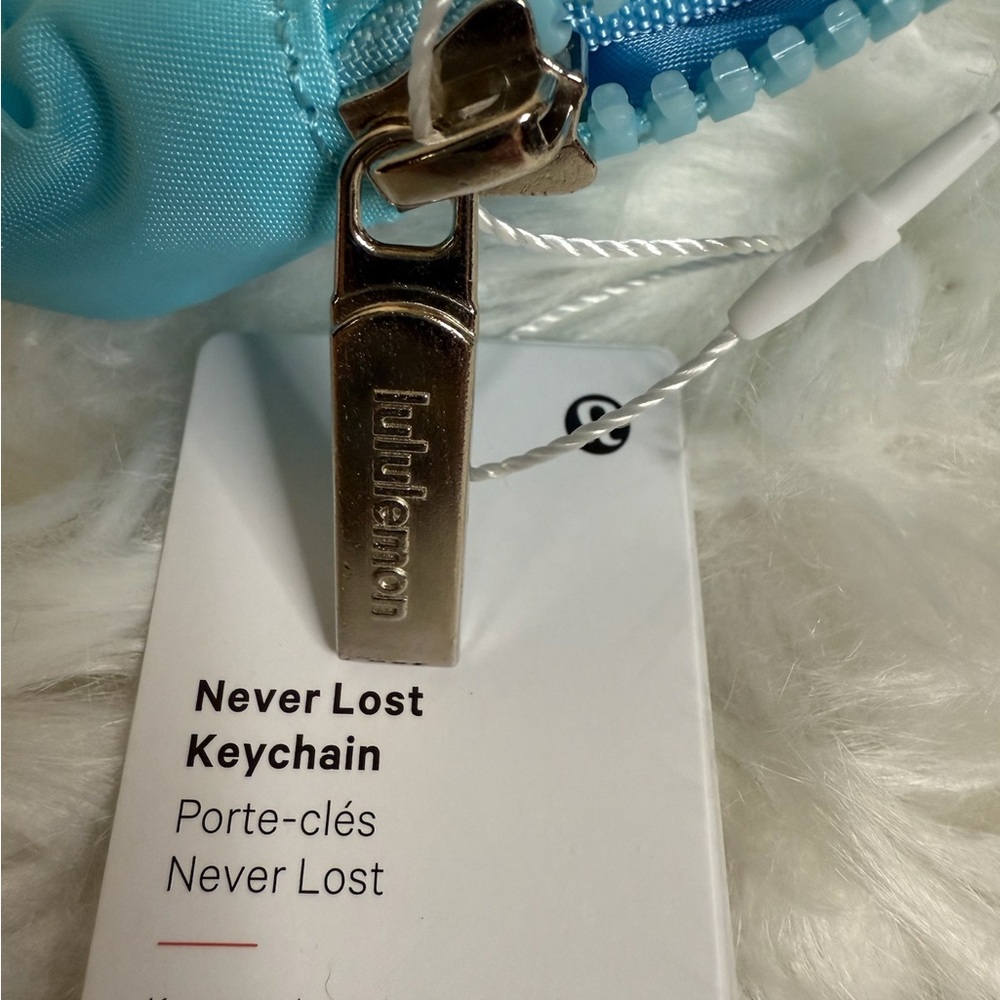 lululemon
Never Lost
Keychain
Porte-clés
Never Lost